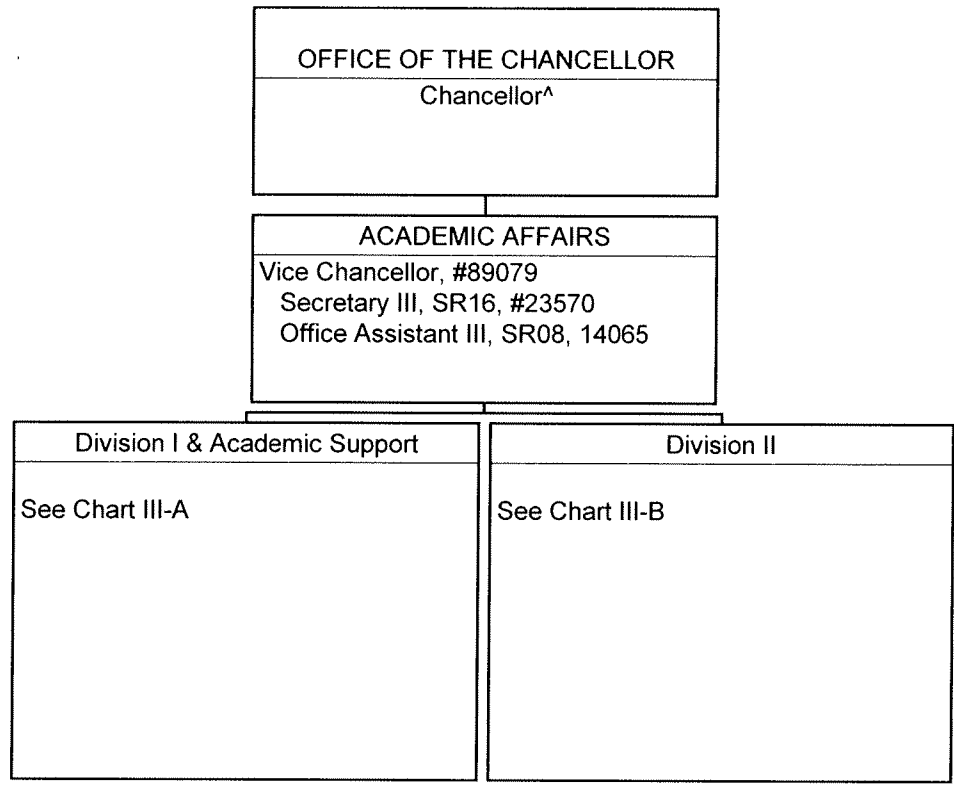 OFFICE OF THE CHANCELLOR
Chancellor^
ACADEMIC AFFAIRS
Vice Chancellor, #89079
Secretary III, SR16, #23570
Office Assistant III, SR08, 14065
Division I & Academic Support
See Chart III-A
Division II
See Chart III-B